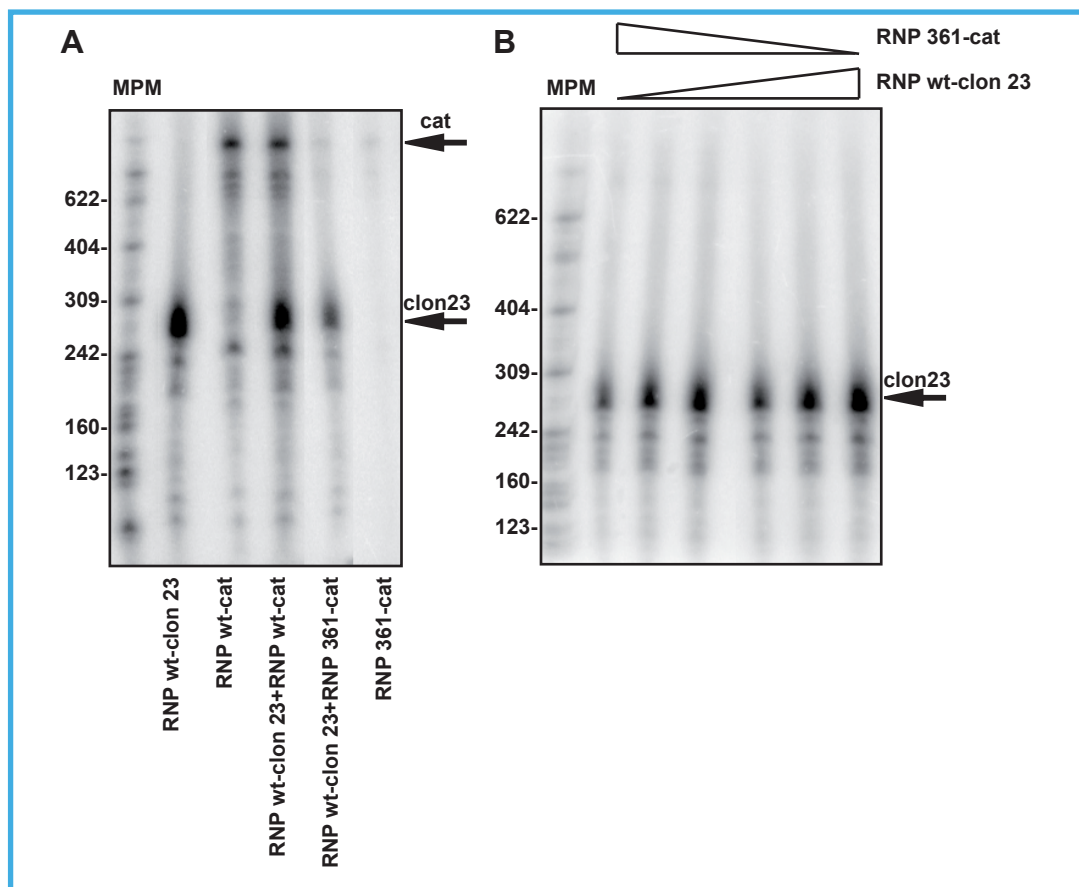 A
MPM
cat
622-
404-
309-
clon23
242-
160-
123-
RNP wt-clon 23
RNP wt-cat
RNP wt-clon 23+RNP wt-cat
RNP wt-clon 23+RNP 361-cat
RNP 361-cat
B
RNP 361-cat
RNP wt-clon 23
MPM
622-
404-
309-
clon23
242-
160-
123-